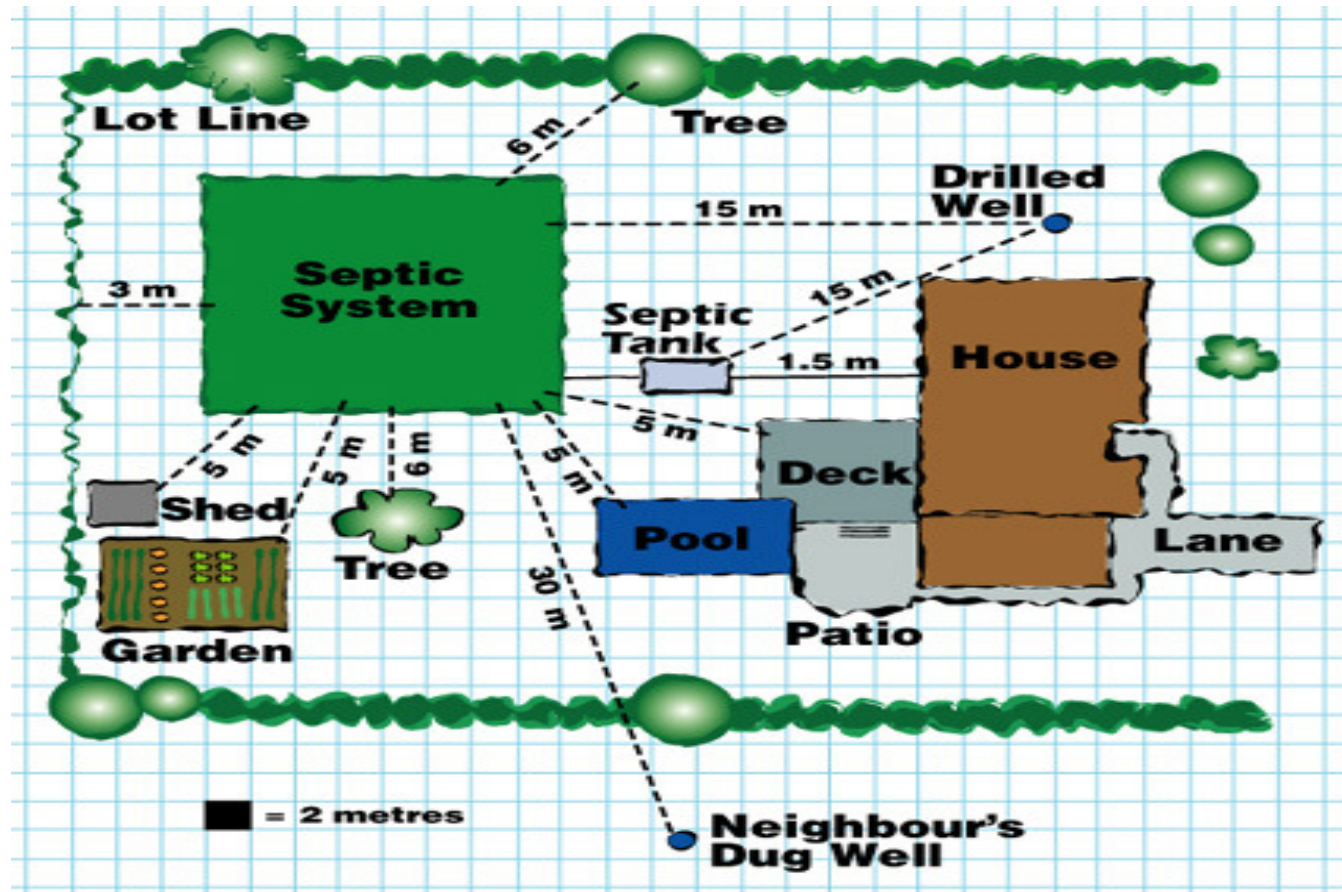 Lot Line
Tree
6 m
Drilled
Well
15 m
Septic
System
3 m
15 m
Septic
Tank
1.5 m
House
5 m
5 m
5 m
6 m
5 m
Deck
Shed
Tree
Pool
Lane
30 m
Garden
Patio
= 2 metres
Neighbour's
Dug Well